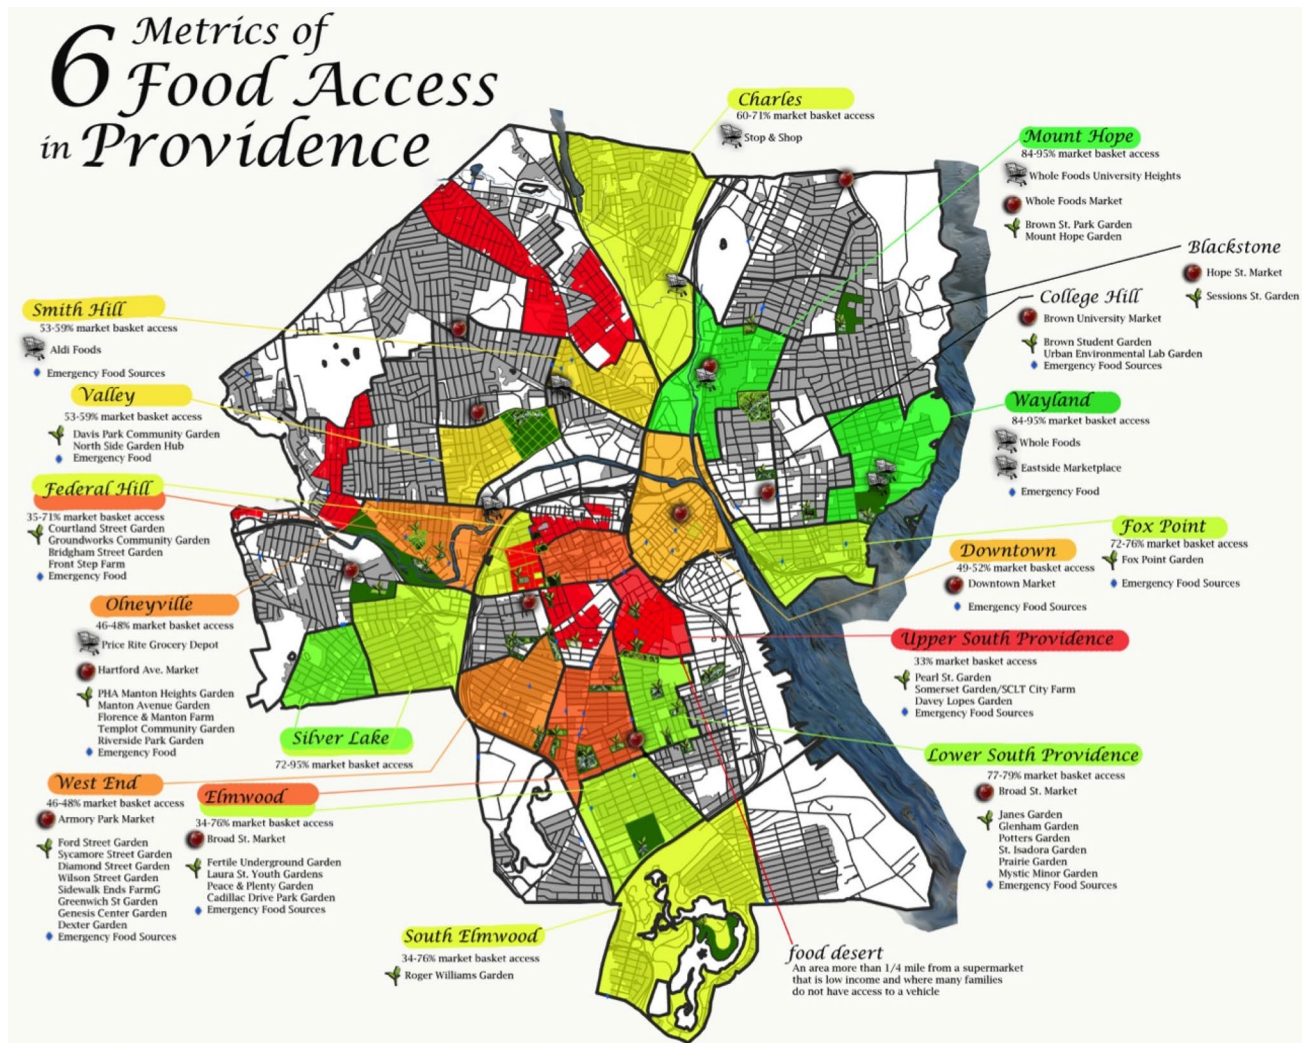 6 Metrics of
Food Access
in Providence
Charles
60-71% market basket access
Stop & Shop
Mount Hope
84-95% market basket access
Whole Foods University Heights
Whole Foods Market
Brown St. Park Garden
Mount Hope Garden
Blackstone
Hope St. Market
Sessions St. Garden
College Hill
Brown University Market
Brown Student Garden
Urban Environmental Lab Garden
Emergency Food Sources
Wayland
84-95% market basket access
Whole Foods
Eastside Marketplace
Emergency Food
Fox Point
72-76% market basket access
Fox Point Garden
Emergency Food Sources
Downtown
49-52% market basket access
Downtown Market
Emergency Food Sources
Upper South Providence
33% market basket access
Pearl St. Garden
Somerset Garden/SCLT City Farm
Davey Lopes Garden
Emergency Food Sources
Lower South Providence
77-79% market basket access
Broad St. Market
Janes Garden
Glenham Garden
Potters Garden
St. Isadora Garden
Prairie Garden
Mystic Minor Garden
Emergency Food Sources
food desert
An area more than 1/4 mile from a supermarket
that is low income and where many families
do not have access to a vehicle
Smith Hill
53-59% market basket access
Aldi Foods
Emergency Food Sources
Valley
53-59% market basket access
Davis Park Community Garden
North Side Garden Hub
Emergency Food
Federal Hill
35-71% market basket access
Courtland Street Garden
Groundworks Community Garden
Bridgham Street Garden
Front Step Farm
Emergency Food
Olneyville
46-48% market basket access
Price Rite Grocery Depot
Hartford Ave. Market
PHA Manton Heights Garden
Manton Avenue Garden
Florence & Manton Farm
Templot Community Garden
Riverside Park Garden
Emergency Food
Silver Lake
72-95% market basket access
West End
46-48% market basket access
Armory Park Market
Ford Street Garden
Sycamore Street Garden
Diamond Street Garden
Wilson Street Garden
Sidewalk Ends FarmG
Greenwich St Garden
Genesis Center Garden
Dexter Garden
Emergency Food Sources
Elmwood
34-76% market basket access
Broad St. Market
Fertile Underground Garden
Laura St. Youth Gardens
Peace & Plenty Garden
Cadillac Drive Park Garden
Emergency Food Sources
South Elmwood
34-76% market basket access
Roger Williams Garden